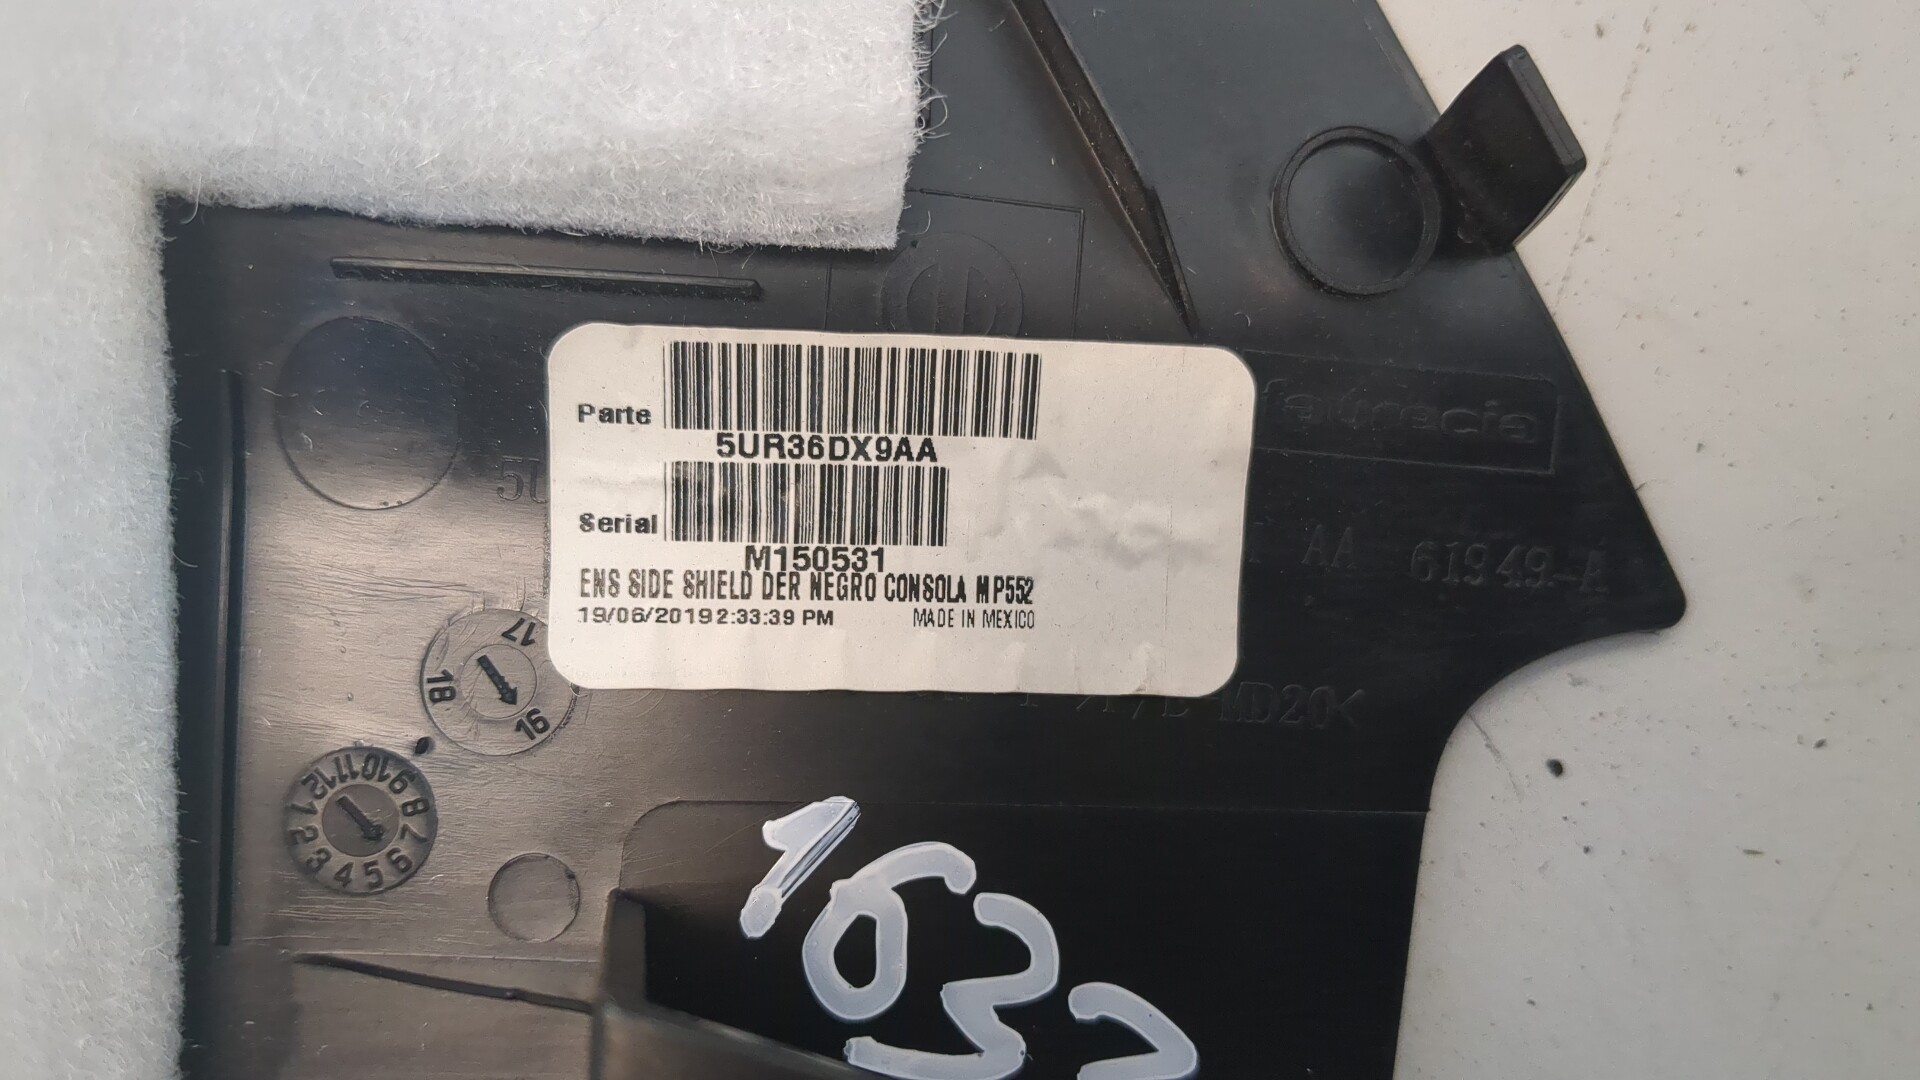 Parte
5UR36DX9AA
Serial
M150531
ENS SIDE SHIELD DER NEGRO CONSOLA MP552
19/06/2019 2:33:39 PM MADE IN MEXICO
faurecia
5U
AA 61949-A
MD20<
17
18
16
1 2 3 4 5 6 7 8 9 10 11 12